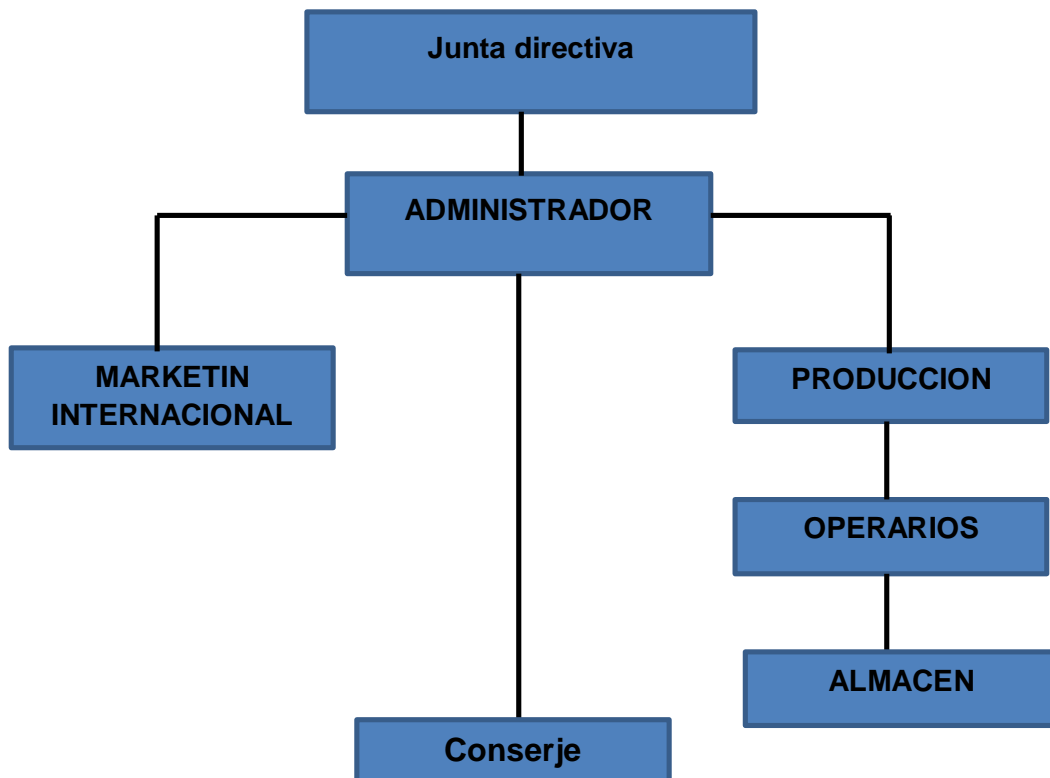 Junta directiva
ADMINISTRADOR
MARKETIN
INTERNACIONAL
PRODUCCION
OPERARIOS
ALMACEN
Conserje